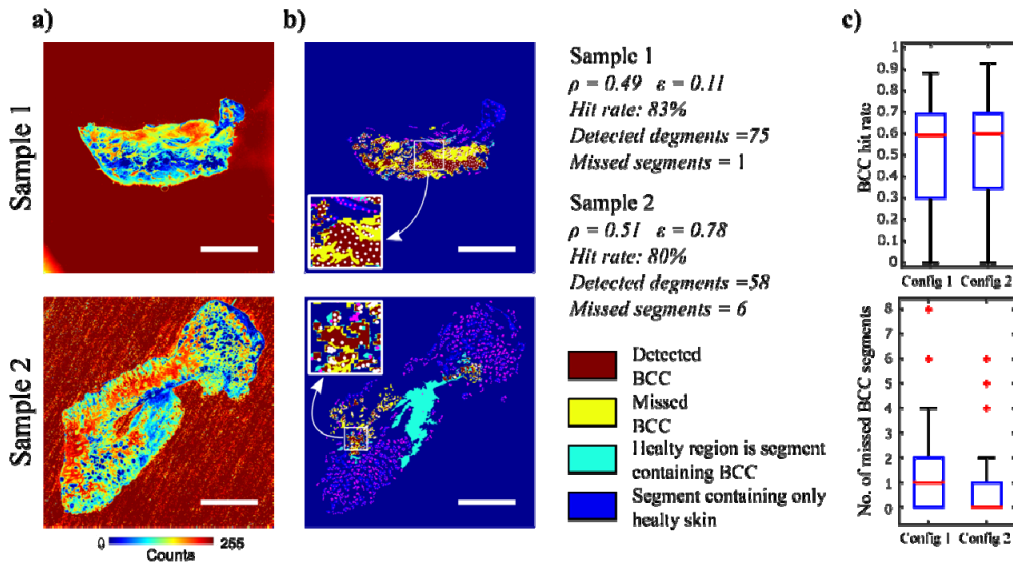 a)
b)
c)
Sample 1
Sample 2
0
255
Counts
Sample 1
ρ = 0.49 ε = 0.11
Hit rate: 83%
Detected degments =75
Missed segments = 1
Sample 2
ρ = 0.51 ε = 0.78
Hit rate: 80%
Detected degments =58
Missed segments = 6
Detected
BCC
Missed
BCC
Healty region is segment
containing BCC
Segment containing only
healty skin
BCC hit rate
1
0.9
0.8
0.7
0.6
0.5
0.4
0.3
0.2
0.1
0
Config 1
Config 2
No. of missed BCC segments
8
7
6
5
4
3
2
1
0
Config 1
Config 2